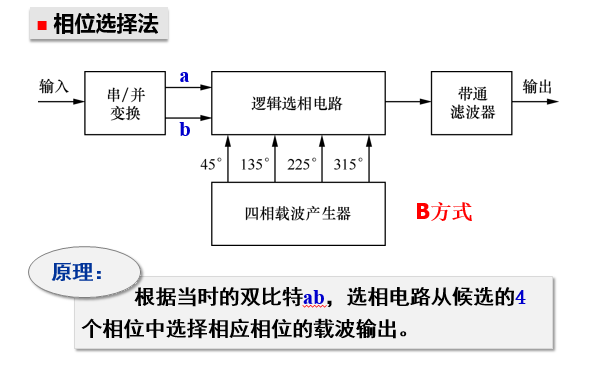 ■ 相位选择法
输入
串/并
变换
a
b
逻辑选相电路
带通
滤波器
输出
45° 135° 225° 315°
四相载波产生器
B方式
原理：
根据当时的双比特ab，选相电路从候选的4
个相位中选择相应相位的载波输出。